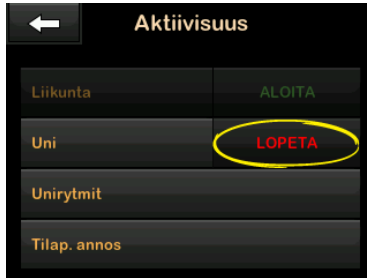 Aktiivisuus
Liikunta ALOITA
Uni LOPETA
Unirytmit
Tilap. annos